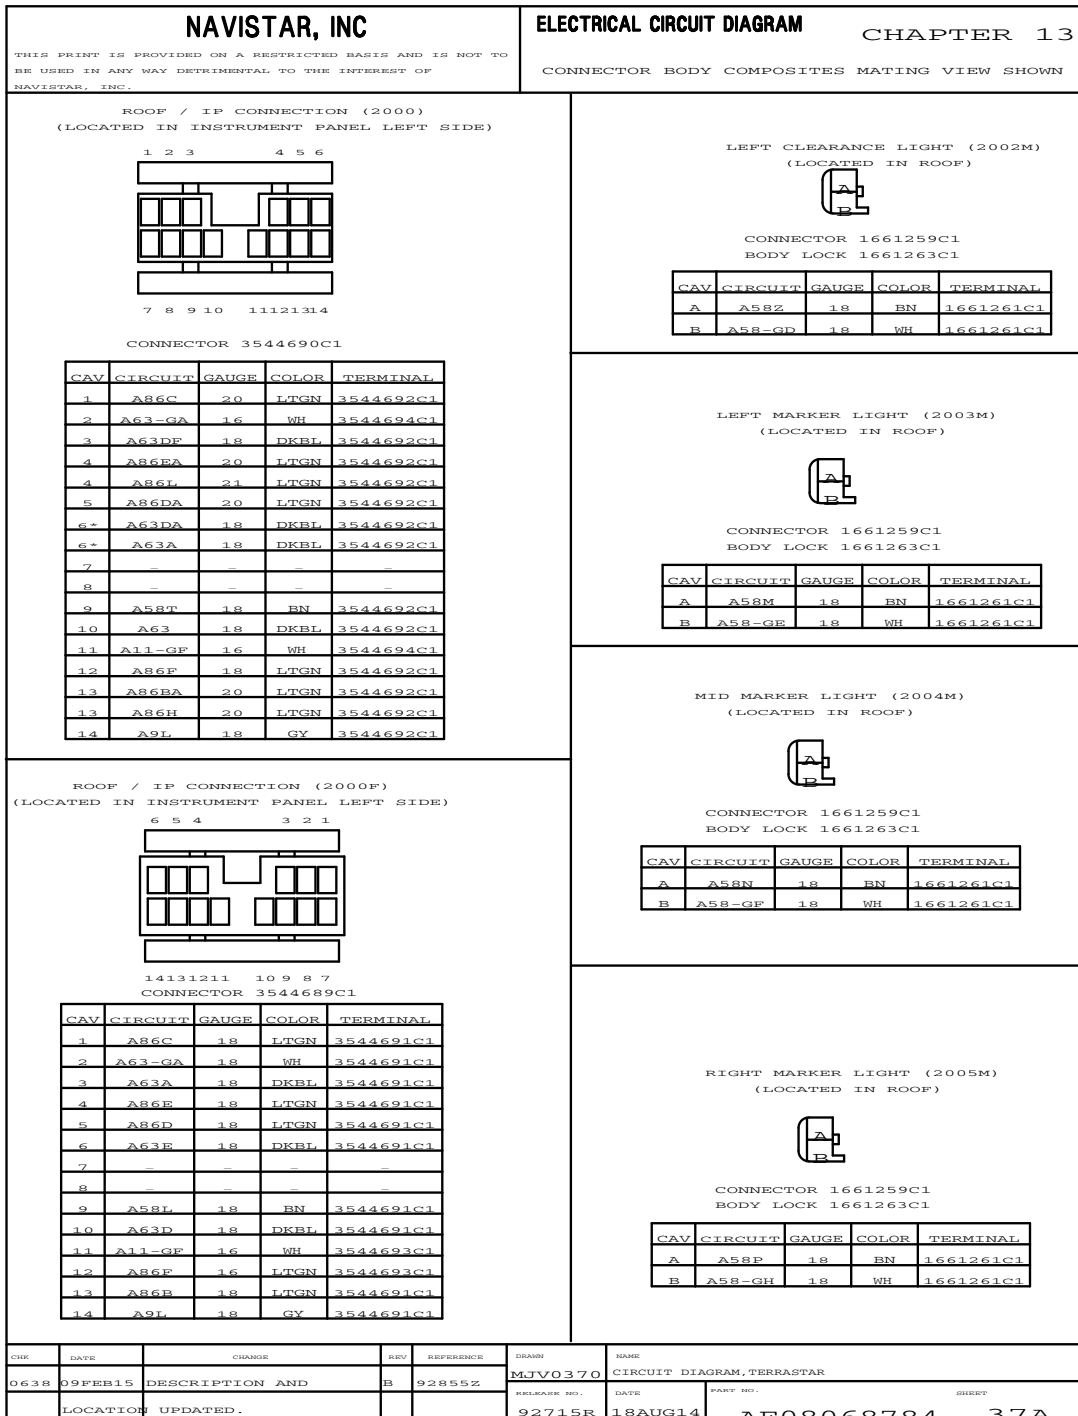 NAVISTAR, INC
THIS PRINT IS PROVIDED ON A RESTRICTED BASIS AND IS NOT TO
BE USED IN ANY WAY DETRIMENTAL TO THE INTEREST OF
NAVISTAR, INC.
ELECTRICAL CIRCUIT DIAGRAM
CHAPTER 13
CONNECTOR BODY COMPOSITES MATING VIEW SHOWN
ROOF / IP CONNECTION (2000)
(LOCATED IN INSTRUMENT PANEL LEFT SIDE)
1 2 3 4 5 6
7 8 9 10 11121314
CONNECTOR 3544690C1
CAV CIRCUIT GAUGE COLOR TERMINAL
1 A86C 20 LTGN 3544692C1
2 A63-GA 16 WH 3544694C1
3 A63DF 18 DKBL 3544692C1
4 A86EA 20 LTGN 3544692C1
4 A86L 21 LTGN 3544692C1
5 A86DA 20 LTGN 3544692C1
6* A63DA 18 DKBL 3544692C1
6* A63A 18 DKBL 3544692C1
7 – – – –
8 – – – –
9 A58T 18 BN 3544692C1
10 A63 18 DKBL 3544692C1
11 A11-GF 16 WH 3544694C1
12 A86F 18 LTGN 3544692C1
13 A86BA 20 LTGN 3544692C1
13 A86H 20 LTGN 3544692C1
14 A9L 18 GY 3544692C1
ROOF / IP CONNECTION (2000F)
(LOCATED IN INSTRUMENT PANEL LEFT SIDE)
6 5 4 3 2 1
14131211 10 9 8 7
CONNECTOR 3544689C1
CAV CIRCUIT GAUGE COLOR TERMINAL
1 A86C 18 LTGN 3544691C1
2 A63-GA 18 WH 3544691C1
3 A63A 18 DKBL 3544691C1
4 A86E 18 LTGN 3544691C1
5 A86D 18 LTGN 3544691C1
6 A63E 18 DKBL 3544691C1
7 – – – –
8 – – – –
9 A58L 18 BN 3544691C1
10 A63D 18 DKBL 3544691C1
11 A11-GF 16 WH 3544693C1
12 A86F 16 LTGN 3544693C1
13 A86B 18 LTGN 3544691C1
14 A9L 18 GY 3544691C1
LEFT CLEARANCE LIGHT (2002M)
(LOCATED IN ROOF)
A
B
CONNECTOR 1661259C1
BODY LOCK 1661263C1
CAV CIRCUIT GAUGE COLOR TERMINAL
A A58Z 18 BN 1661261C1
B A58-GD 18 WH 1661261C1
LEFT MARKER LIGHT (2003M)
(LOCATED IN ROOF)
A
B
CONNECTOR 1661259C1
BODY LOCK 1661263C1
CAV CIRCUIT GAUGE COLOR TERMINAL
A A58M 18 BN 1661261C1
B A58-GE 18 WH 1661261C1
MID MARKER LIGHT (2004M)
(LOCATED IN ROOF)
A
B
CONNECTOR 1661259C1
BODY LOCK 1661263C1
CAV CIRCUIT GAUGE COLOR TERMINAL
A A58N 18 BN 1661261C1
B A58-GF 18 WH 1661261C1
RIGHT MARKER LIGHT (2005M)
(LOCATED IN ROOF)
A
B
CONNECTOR 1661259C1
BODY LOCK 1661263C1
CAV CIRCUIT GAUGE COLOR TERMINAL
A A58P 18 BN 1661261C1
B A58-GH 18 WH 1661261C1
CHK DATE CHANGE REV REFERENCE
0638 09FEB15 DESCRIPTION AND B 92855Z
LOCATION UPDATED.
DRAWN NAME
MJV0370 CIRCUIT DIAGRAM,TERRASTAR
RELEASE NO. DATE PART NO. SHEET
92715R 18AUG14 AE08068784 37A